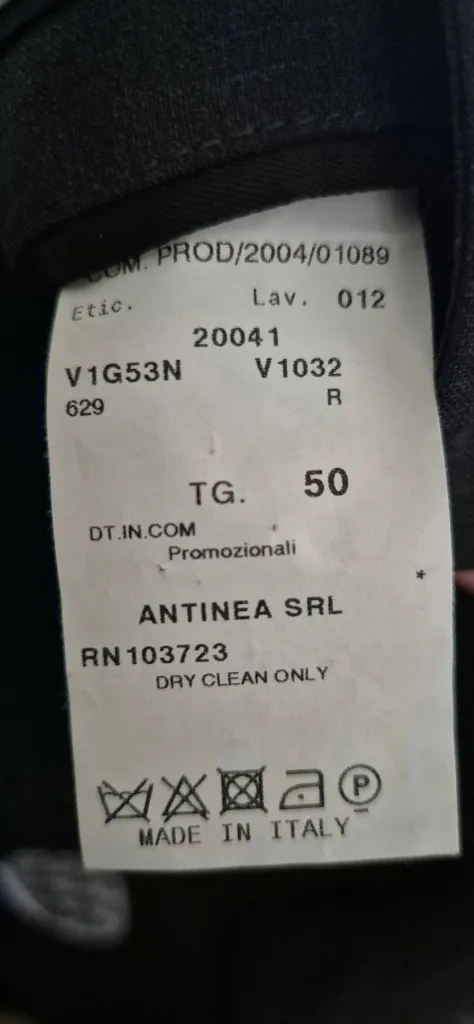 COM. PROD/2004/01089
Etic. Lav. 012
20041
V1G53N V1032
629 R
TG. 50
DT.IN.COM
Promozionali
*
ANTINEA SRL
RN103723
DRY CLEAN ONLY
P
MADE IN ITALY